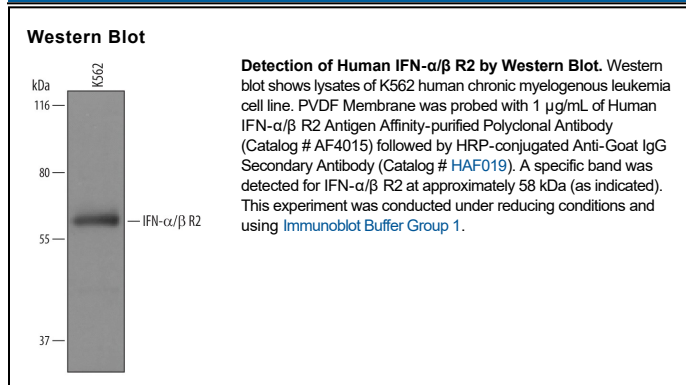 Western Blot
kDa
K562
116
80
55
37
IFN-α/β R2
Detection of Human IFN-α/β R2 by Western Blot. Western
blot shows lysates of K562 human chronic myelogenous leukemia
cell line. PVDF Membrane was probed with 1 µg/mL of Human
IFN-α/β R2 Antigen Affinity-purified Polyclonal Antibody
(Catalog # AF4015) followed by HRP-conjugated Anti-Goat IgG
Secondary Antibody (Catalog # HAF019). A specific band was
detected for IFN-α/β R2 at approximately 58 kDa (as indicated).
This experiment was conducted under reducing conditions and
using Immunoblot Buffer Group 1.